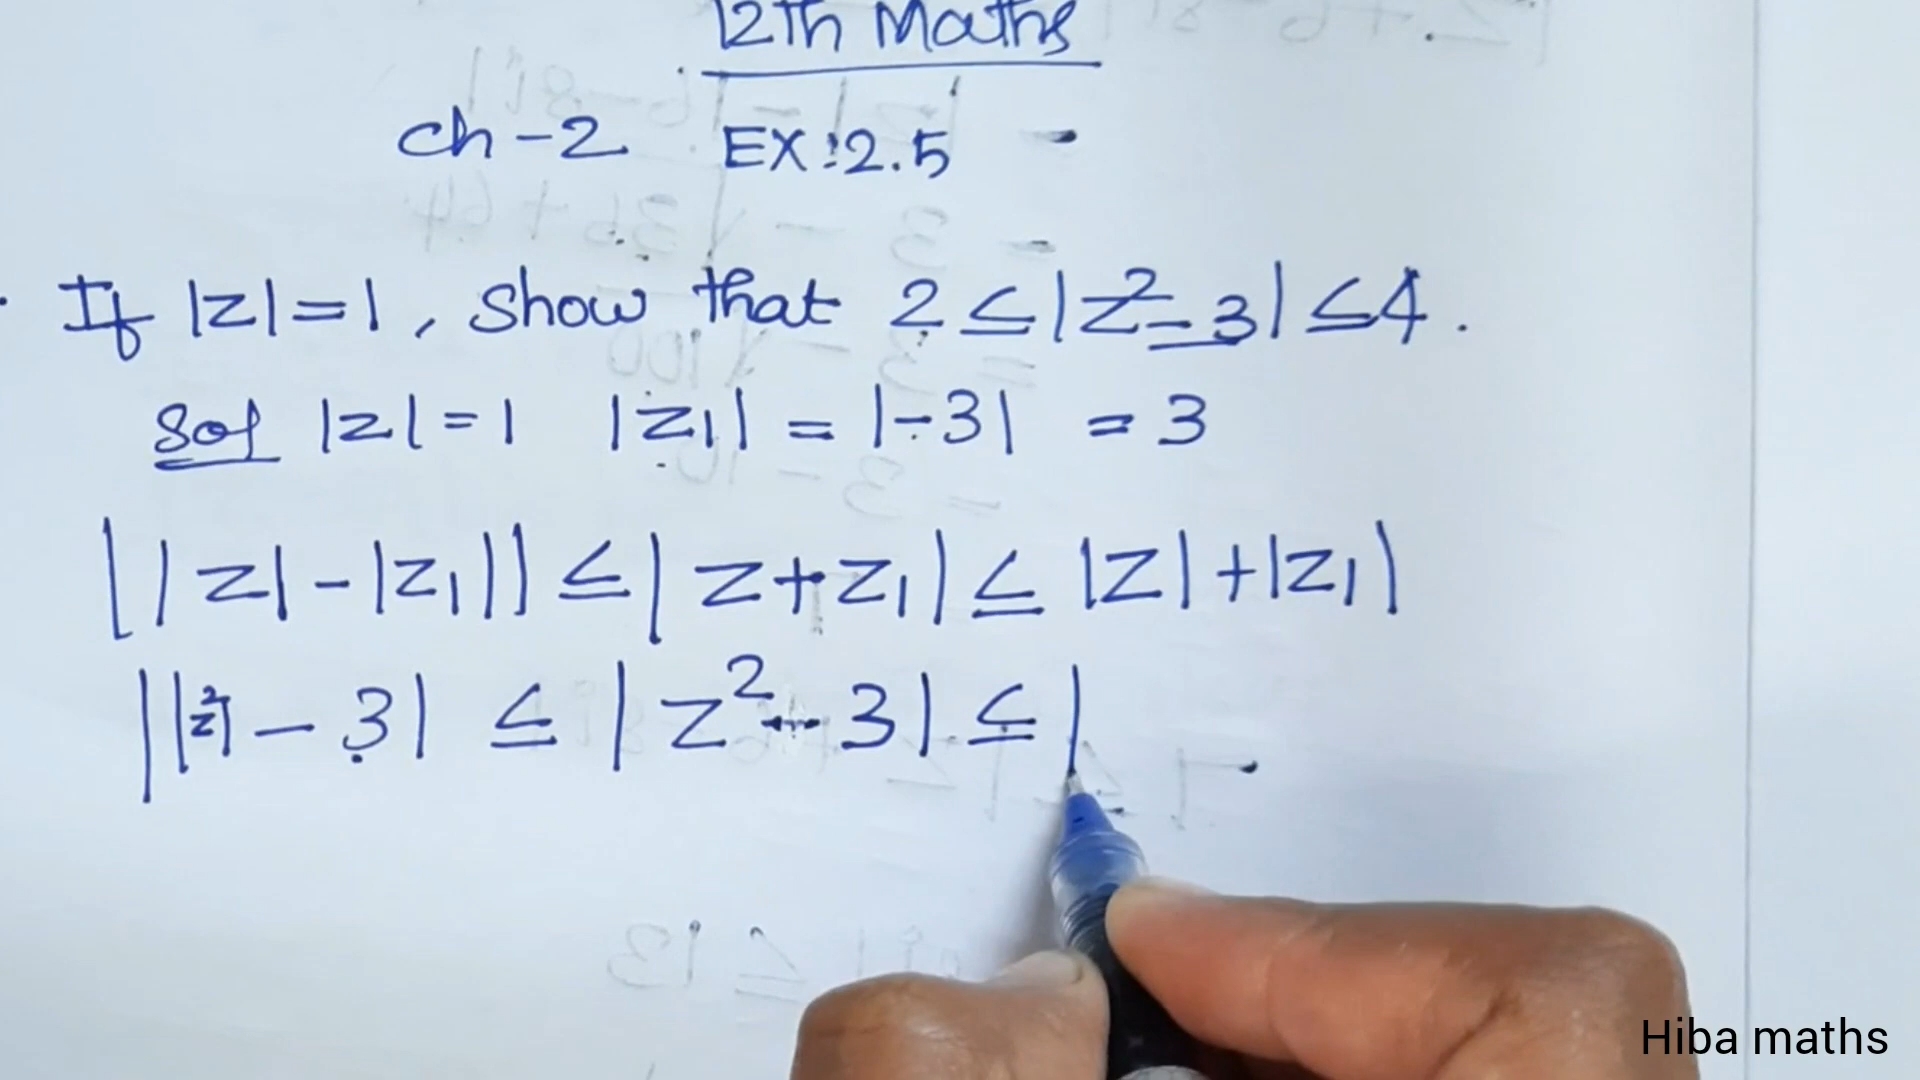 12th Maths
Ch-2 EX:2.5
If |z|=1, Show that 2 ≤ |z²-3| ≤ 4.
Sol |z|=1 |z₁| = |-3| = 3
||z|-|z₁|| ≤ |z+z₁| ≤ |z|+|z₁|
||z²|-3| ≤ |z²-3| ≤ |
Hiba maths